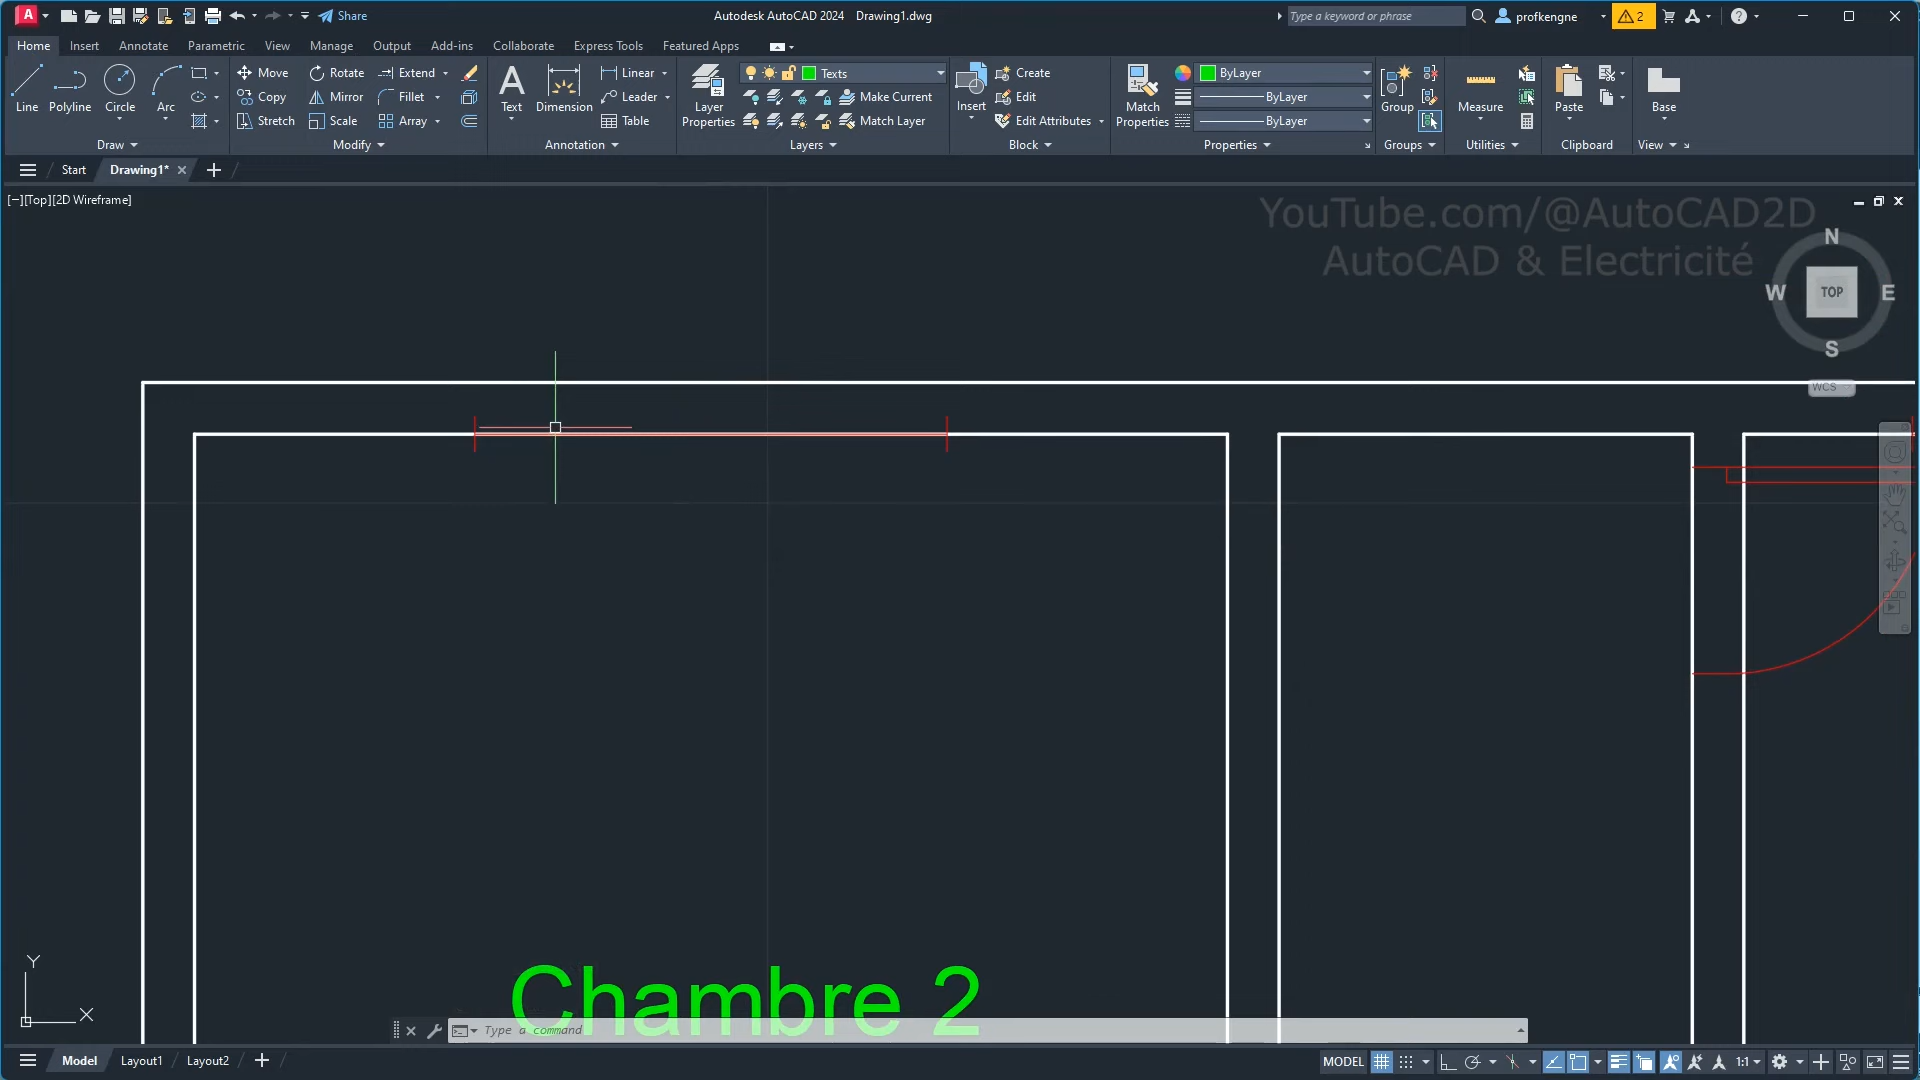 A Share Autodesk AutoCAD 2024 Drawing1.dwg Type a keyword or phrase profkengne 2
Home Insert Annotate Parametric View Manage Output Add-ins Collaborate Express Tools Featured Apps
Line Polyline Circle Arc
Draw
Move Rotate Extend
Copy Mirror Fillet
Stretch Scale Array
Modify
Text Dimension
Linear
Leader
Table
Annotation
Layer Properties
Texts
Make Current
Match Layer
Layers
Insert
Create
Edit
Edit Attributes
Block
Match Properties
ByLayer
ByLayer
ByLayer
Properties
Group
Groups
Measure
Utilities
Paste
Clipboard
Base
View
Start Drawing1*
[−][Top][2D Wireframe]
YouTube.com/@AutoCAD2D
AutoCAD & Electricité
N
W TOP E
S
WCS
Chambre 2
Y
X
Type a command
Model Layout1 Layout2
MODEL 1:1